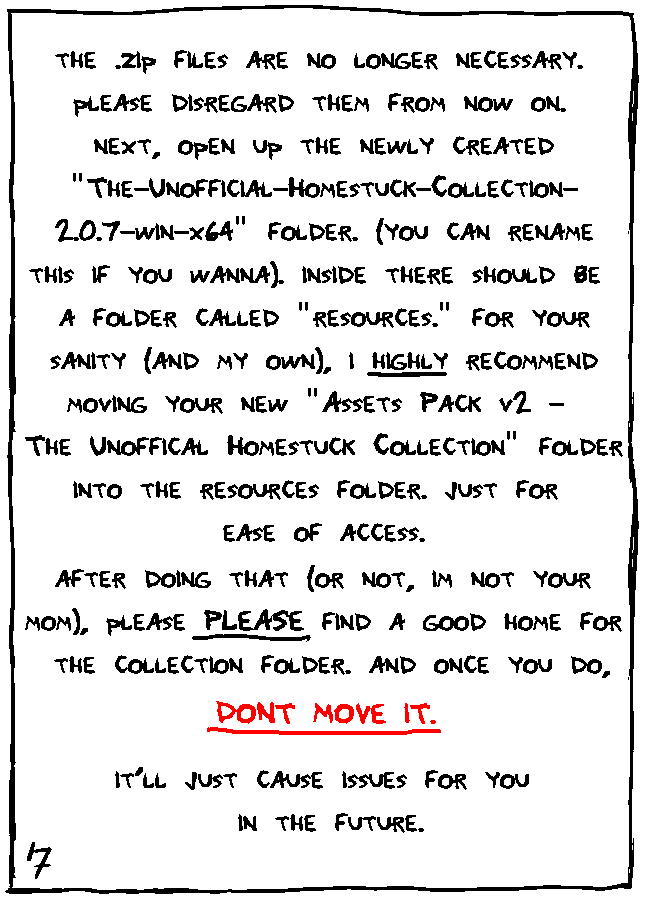 THE .ZIP FILES ARE NO LONGER NECESSARY.
PLEASE DISREGARD THEM FROM NOW ON.
NEXT, OPEN UP THE NEWLY CREATED
"THE-UNOFFICIAL-HOMESTUCK-COLLECTION-
2.0.7-WIN-X64" FOLDER. (YOU CAN RENAME
THIS IF YOU WANNA). INSIDE THERE SHOULD BE
A FOLDER CALLED "RESOURCES." FOR YOUR
SANITY (AND MY OWN), I HIGHLY RECOMMEND
MOVING YOUR NEW "ASSETS PACK V2 -
THE UNOFFICAL HOMESTUCK COLLECTION" FOLDER
INTO THE RESOURCES FOLDER. JUST FOR
EASE OF ACCESS.
AFTER DOING THAT (OR NOT, IM NOT YOUR
MOM), PLEASE PLEASE FIND A GOOD HOME FOR
THE COLLECTION FOLDER. AND ONCE YOU DO,
DONT MOVE IT.
IT'LL JUST CAUSE ISSUES FOR YOU
IN THE FUTURE.
7